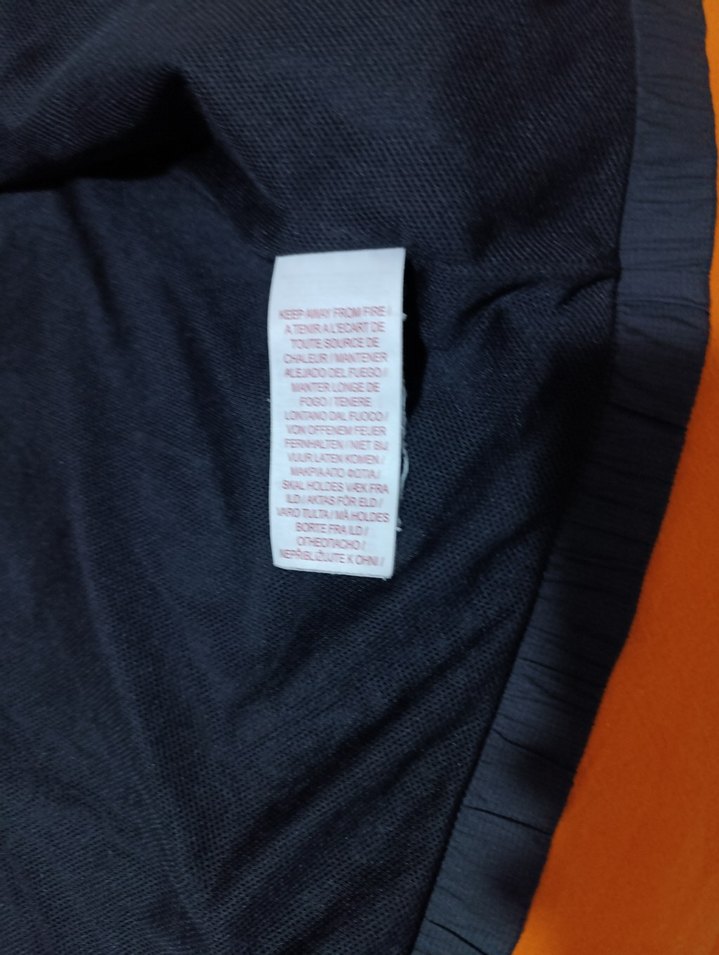 KEEP AWAY FROM FIRE /
A TENIR A L'ECART DE
TOUTE SOURCE DE
CHALEUR / MANTENER
ALEJADO DEL FUEGO /
MANTER LONGE DE
FOGO / TENERE
LONTANO DAL FUOCO /
VON OFFENEM FEUER
FERNHALTEN / NIET BIJ
VUUR LATEN KOMEN /
ΜΑΚΡΙΑ ΑΠΟ ΦΩΤΙΑ /
SKAL HOLDES VÆK FRA
ILD / AKTAS FÖR ELD /
VARO TULTA / MÅ HOLDES
BORTE FRA ILD /
ОГНЕОПАСНО /
NEPŘIBLIŽUJTE K OHNI /